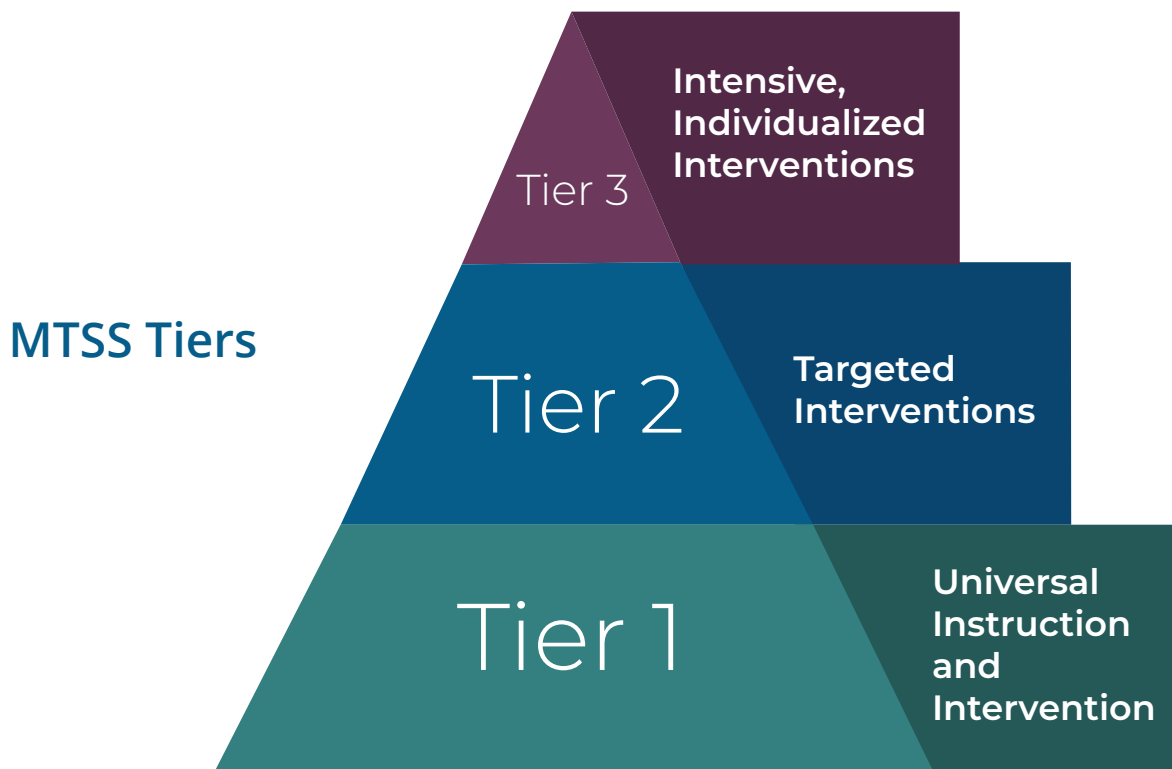 Intensive,
Individualized
Interventions
Tier 3
MTSS Tiers
Tier 2
Targeted
Interventions
Tier 1
Universal
Instruction
and
Intervention